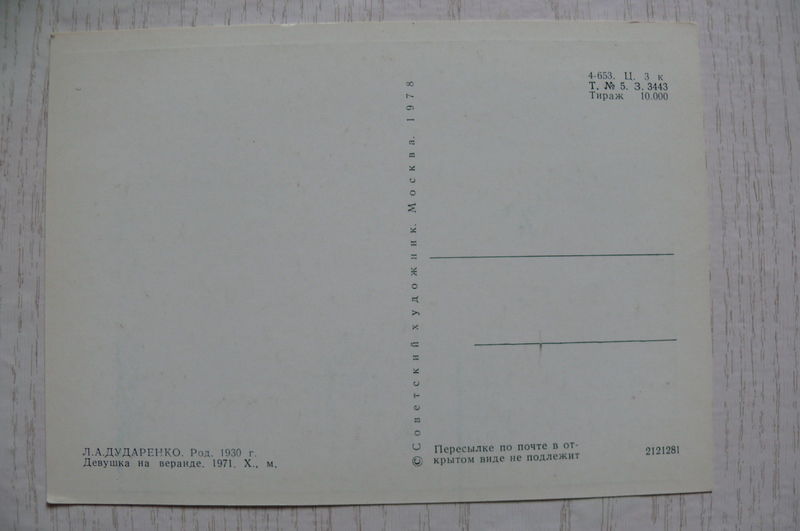 4-653. Ц. 3 к
Т. № 5. З. 3443
Тираж 10.000
© Советский художник. Москва. 1978
Л.А.ДУДАРЕНКО. Род. 1930 г.
Девушка на веранде. 1971. Х., м.
Пересылке по почте в от-
крытом виде не подлежит
2121281